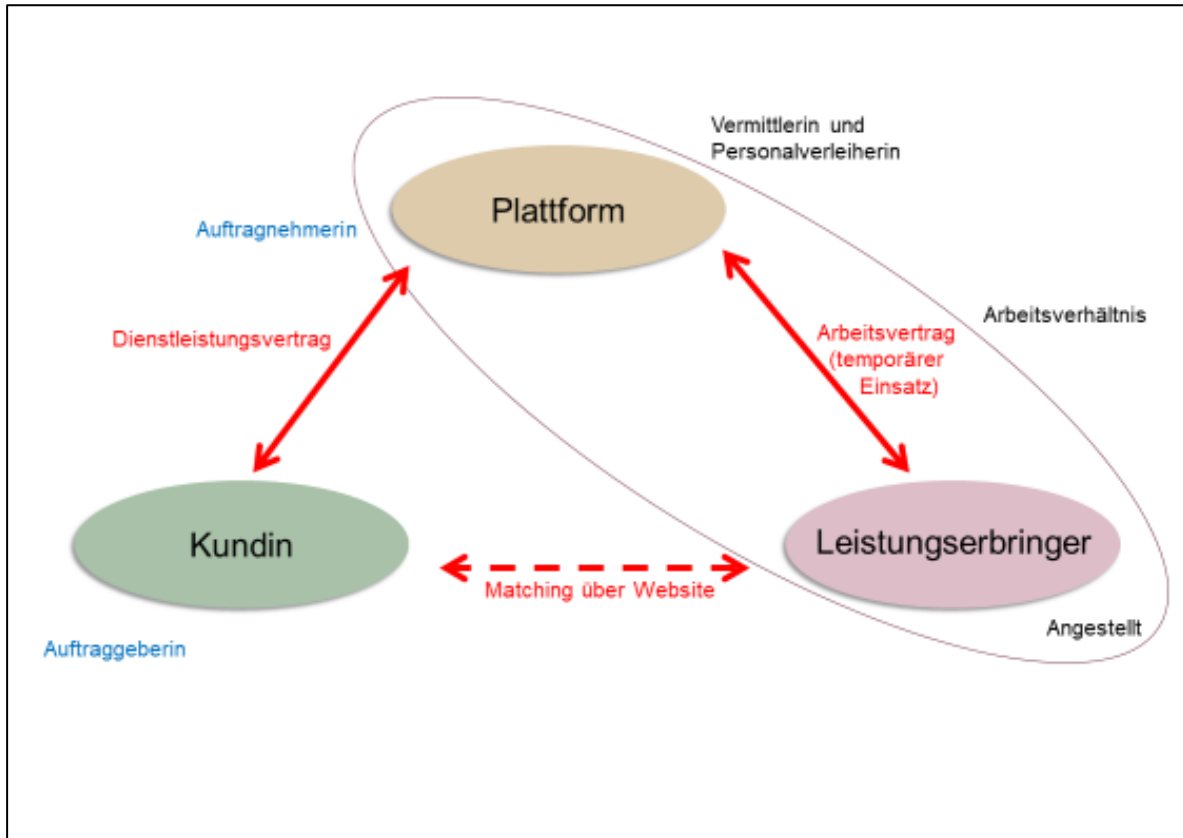 Vermittlerin und
Personalverleiherin
Plattform
Auftragnehmerin
Arbeitsverhältnis
Dienstleistungsvertrag
Arbeitsvertrag
(temporärer
Einsatz)
Kundin
Leistungserbringer
Matching über Website
Angestellt
Auftraggeberin